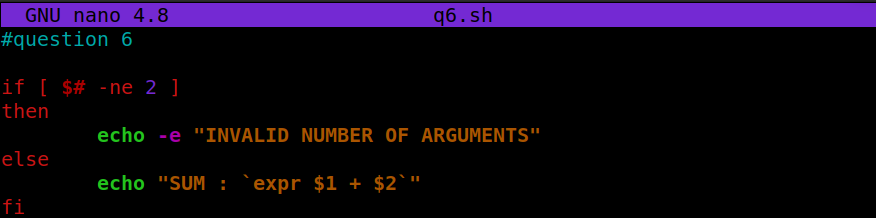 GNU nano 4.8 q6.sh
#question 6
if [ $# -ne 2 ]
then
echo -e "INVALID NUMBER OF ARGUMENTS"
else
echo "SUM : `expr $1 + $2`"
fi